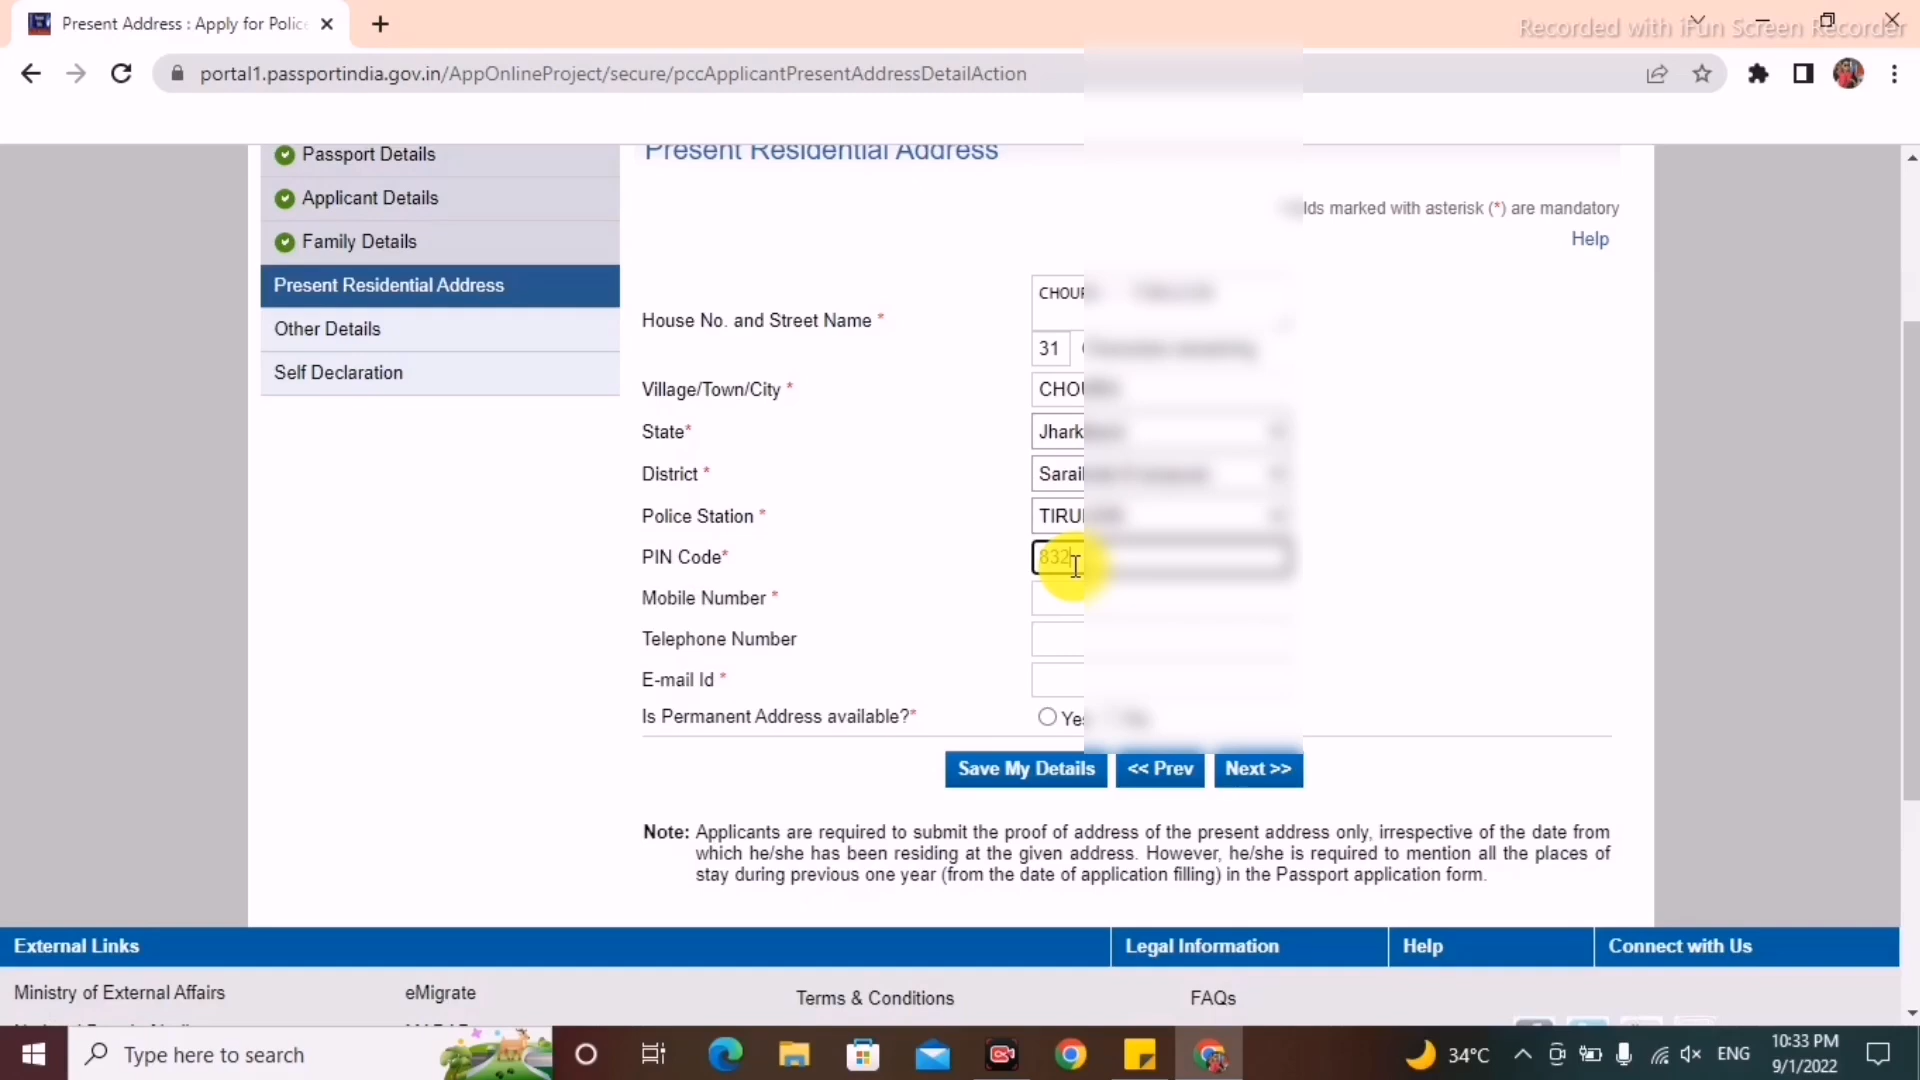 Present Address : Apply for Polic
Recorded with iFun Screen Recorder
portal1.passportindia.gov.in/AppOnlineProject/secure/pccApplicantPresentAddressDetailAction
Passport Details
Applicant Details
Family Details
Present Residential Address
Other Details
Self Declaration
Present Residential Address
lds marked with asterisk (*) are mandatory
Help
House No. and Street Name *
31
Village/Town/City *
State*
District *
Police Station *
PIN Code* 832
Mobile Number *
Telephone Number
E-mail Id *
Is Permanent Address available?* Yes
Save My Details << Prev Next >>
Note: Applicants are required to submit the proof of address of the present address only, irrespective of the date from
which he/she has been residing at the given address. However, he/she is required to mention all the places of
stay during previous one year (from the date of application filling) in the Passport application form.
External Links Legal Information Help Connect with Us
Ministry of External Affairs eMigrate Terms & Conditions FAQs
Type here to search
34°C ENG
10:33 PM
9/1/2022